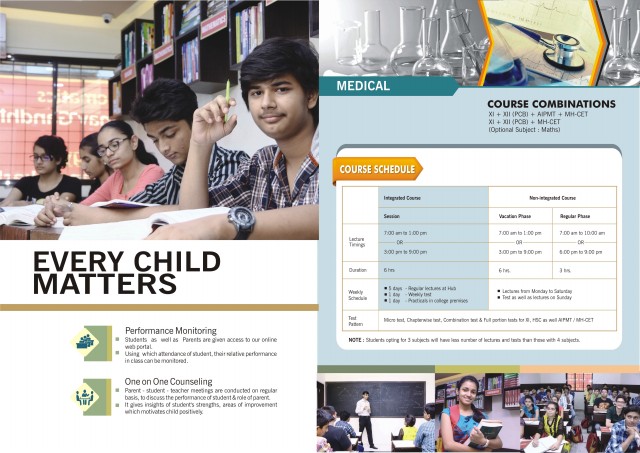 EVERY CHILD
MATTERS
Performance Monitoring
Students as well as Parents are given access to our online
web portal.
Using which attendance of student, their relative performance
in class can be monitored.
One on One Counseling
Parent - student - teacher meetings are conducted on regular
basis, to discuss the performance of student & role of parent.
It gives insights of student's strengths, areas of improvement
which motivates child positively.
MEDICAL
COURSE COMBINATIONS
XI + XII (PCB) + AIPMT + MH-CET
XI + XII (PCB) + MH-CET
(Optional Subject : Maths)
COURSE SCHEDULE
Integrated Course Non-integrated Course
Session Vacation Phase Regular Phase
Lecture Timings
7:00 am to 1:00 pm 7:00 am to 1:00 pm 7:00 am to 10:00 am
OR OR OR
3:00 pm to 9:00 pm 3:00 pm to 9:00 pm 6:00 pm to 9:00 pm
Duration 6 hrs. 6 hrs. 3 hrs.
Weekly Schedule
5 days - Regular lectures at Hub
1 day - Weekly test
1 day - Practicals in college premises
Lectures from Monday to Saturday
Test as well as lectures on Sunday
Test Pattern
Micro test, Chapterwise test, Combination test & Full portion tests for XI, HSC as well AIPMT / MH-CET
NOTE : Students opting for 3 subjects will have less number of lectures and tests than those with 4 subjects.